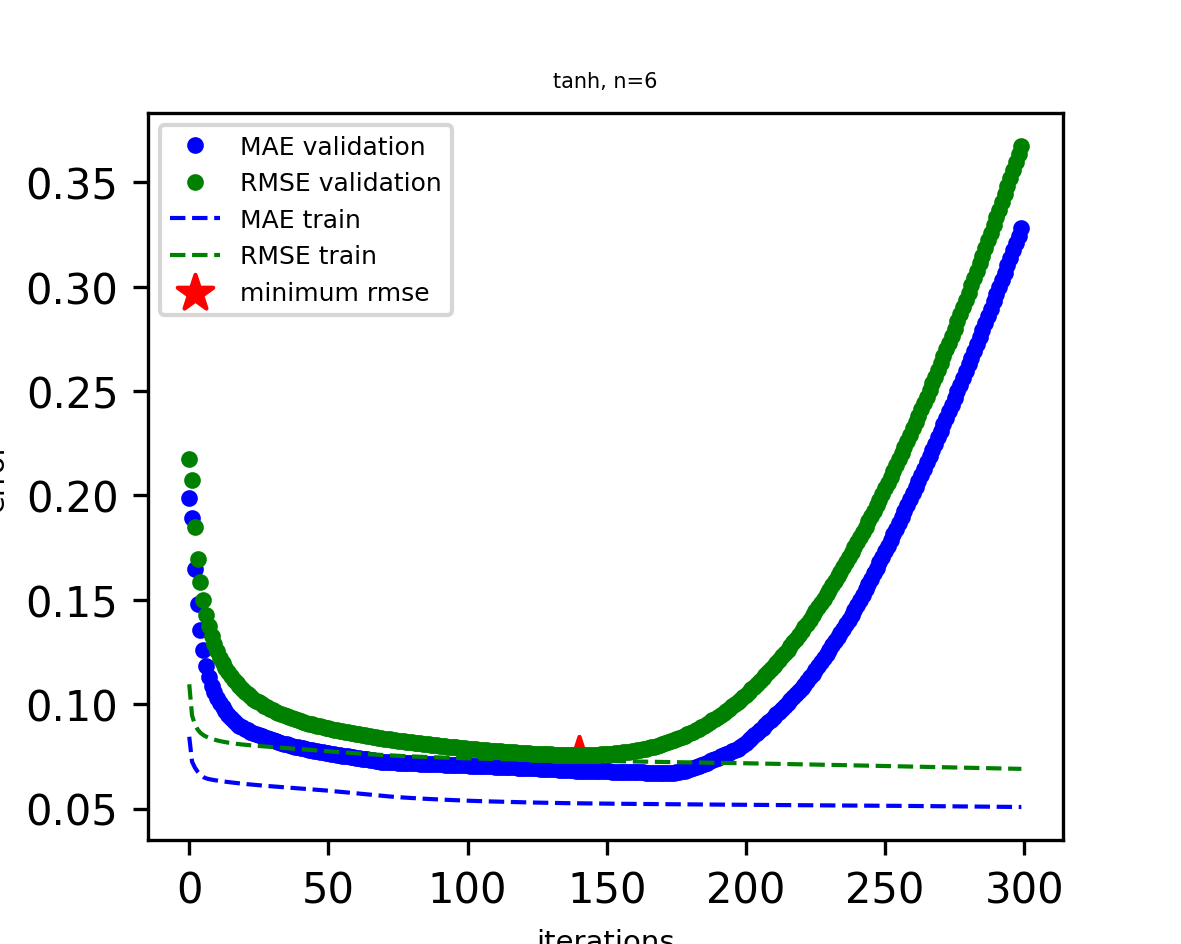 tanh, n=6
MAE validation
RMSE validation
MAE train
RMSE train
minimum rmse
0.35
0.30
0.25
0.20
0.15
0.10
0.05
0 50 100 150 200 250 300
iterations